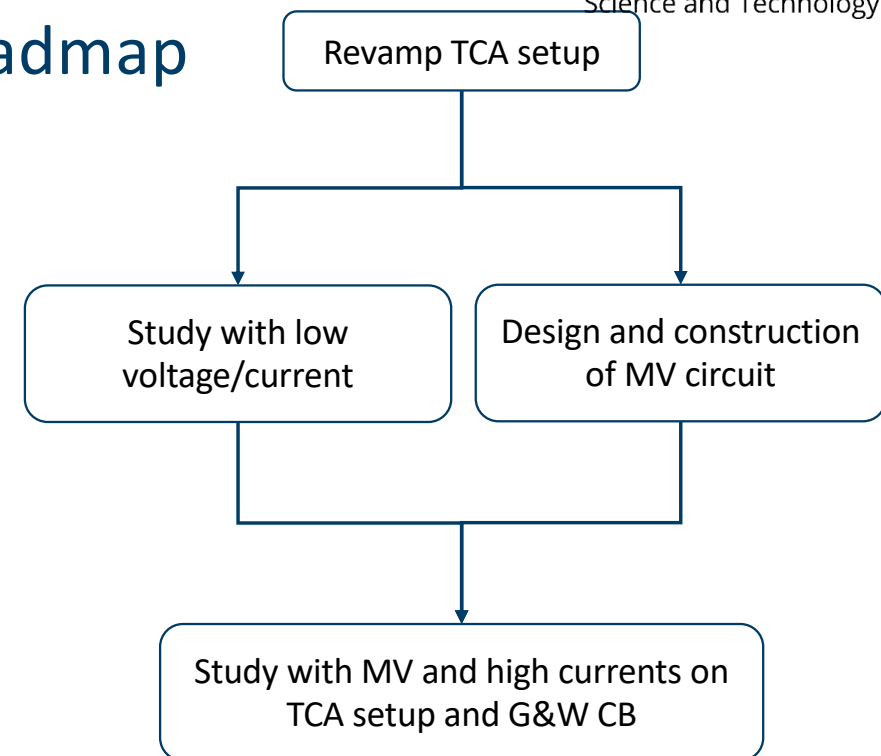 Science and Technology
admap
Revamp TCA setup
Study with low
voltage/current
Design and construction
of MV circuit
Study with MV and high currents on
TCA setup and G&W CB